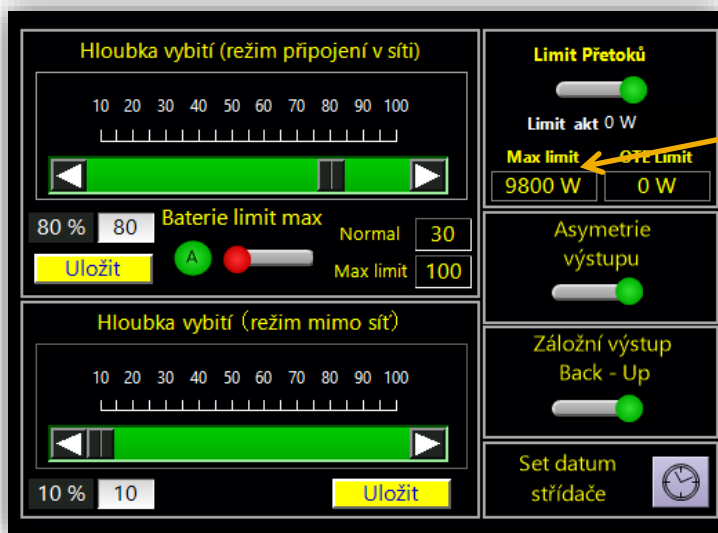 Hloubka vybití (režim připojení v síti)
10 20 30 40 50 60 70 80 90 100
80 % 80
Baterie limit max
A
Normal 30
Max limit 100
Uložit
Hloubka vybití (režim mimo síť)
10 20 30 40 50 60 70 80 90 100
10 % 10
Uložit
Limit Přetoků
Limit akt 0 W
Max limit OTE Limit
9800 W 0 W
Asymetrie
výstupu
Záložní výstup
Back - Up
Set datum
střídače